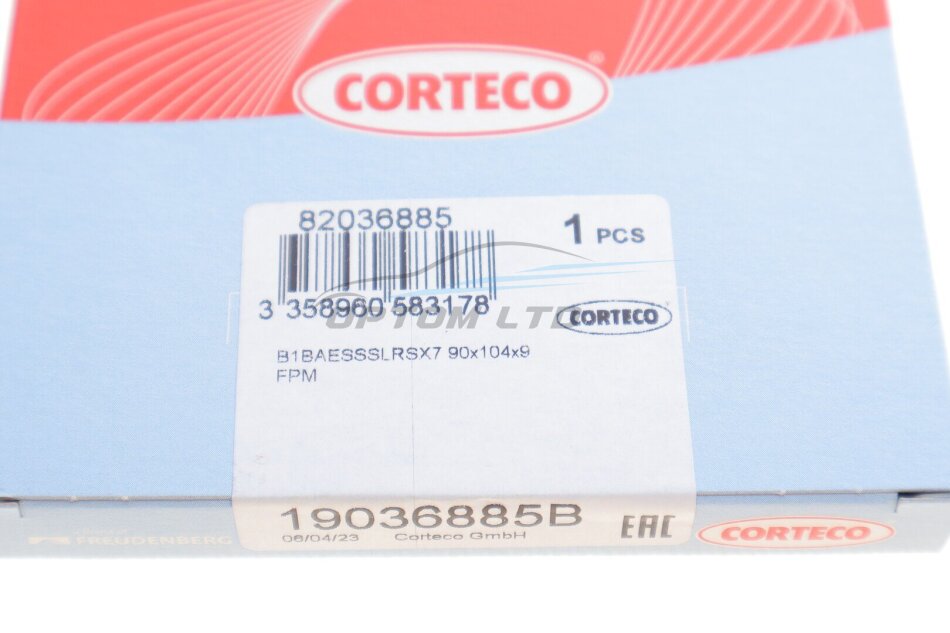 CORTECO
®
82036885
1 PCS
3 358960 583178
OPTOM LTD
CORTECO
B1BAESSSLRSX7 90x104x9
FPM
19036885B
06/04/23 Corteco GmbH
EAC
CORTECO
FREUDENBERG